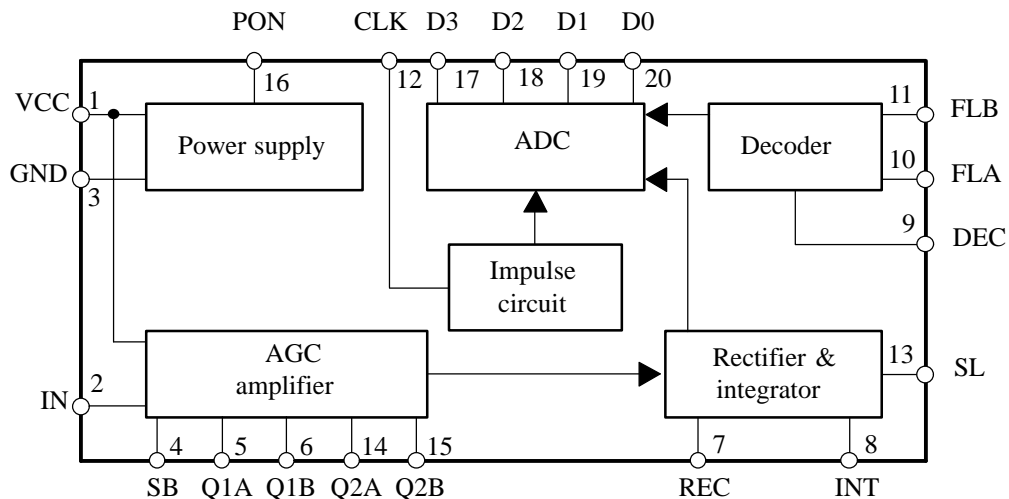 PON CLK D3 D2 D1 D0
16 12 17 18 19 20
VCC 1
11 FLB
Power supply
ADC
Decoder
GND 3
10 FLA
9 DEC
Impulse
circuit
AGC
amplifier
Rectifier &
integrator
13 SL
IN 2
4 5 6 14 15 7 8
SB Q1A Q1B Q2A Q2B REC INT